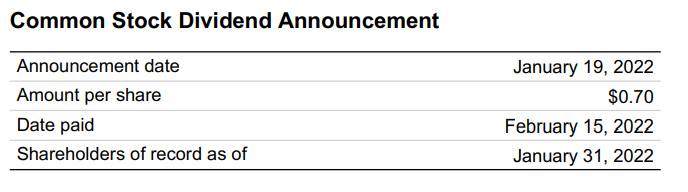 Common Stock Dividend Announcement
Announcement date January 19, 2022
Amount per share $0.70
Date paid February 15, 2022
Shareholders of record as of January 31, 2022